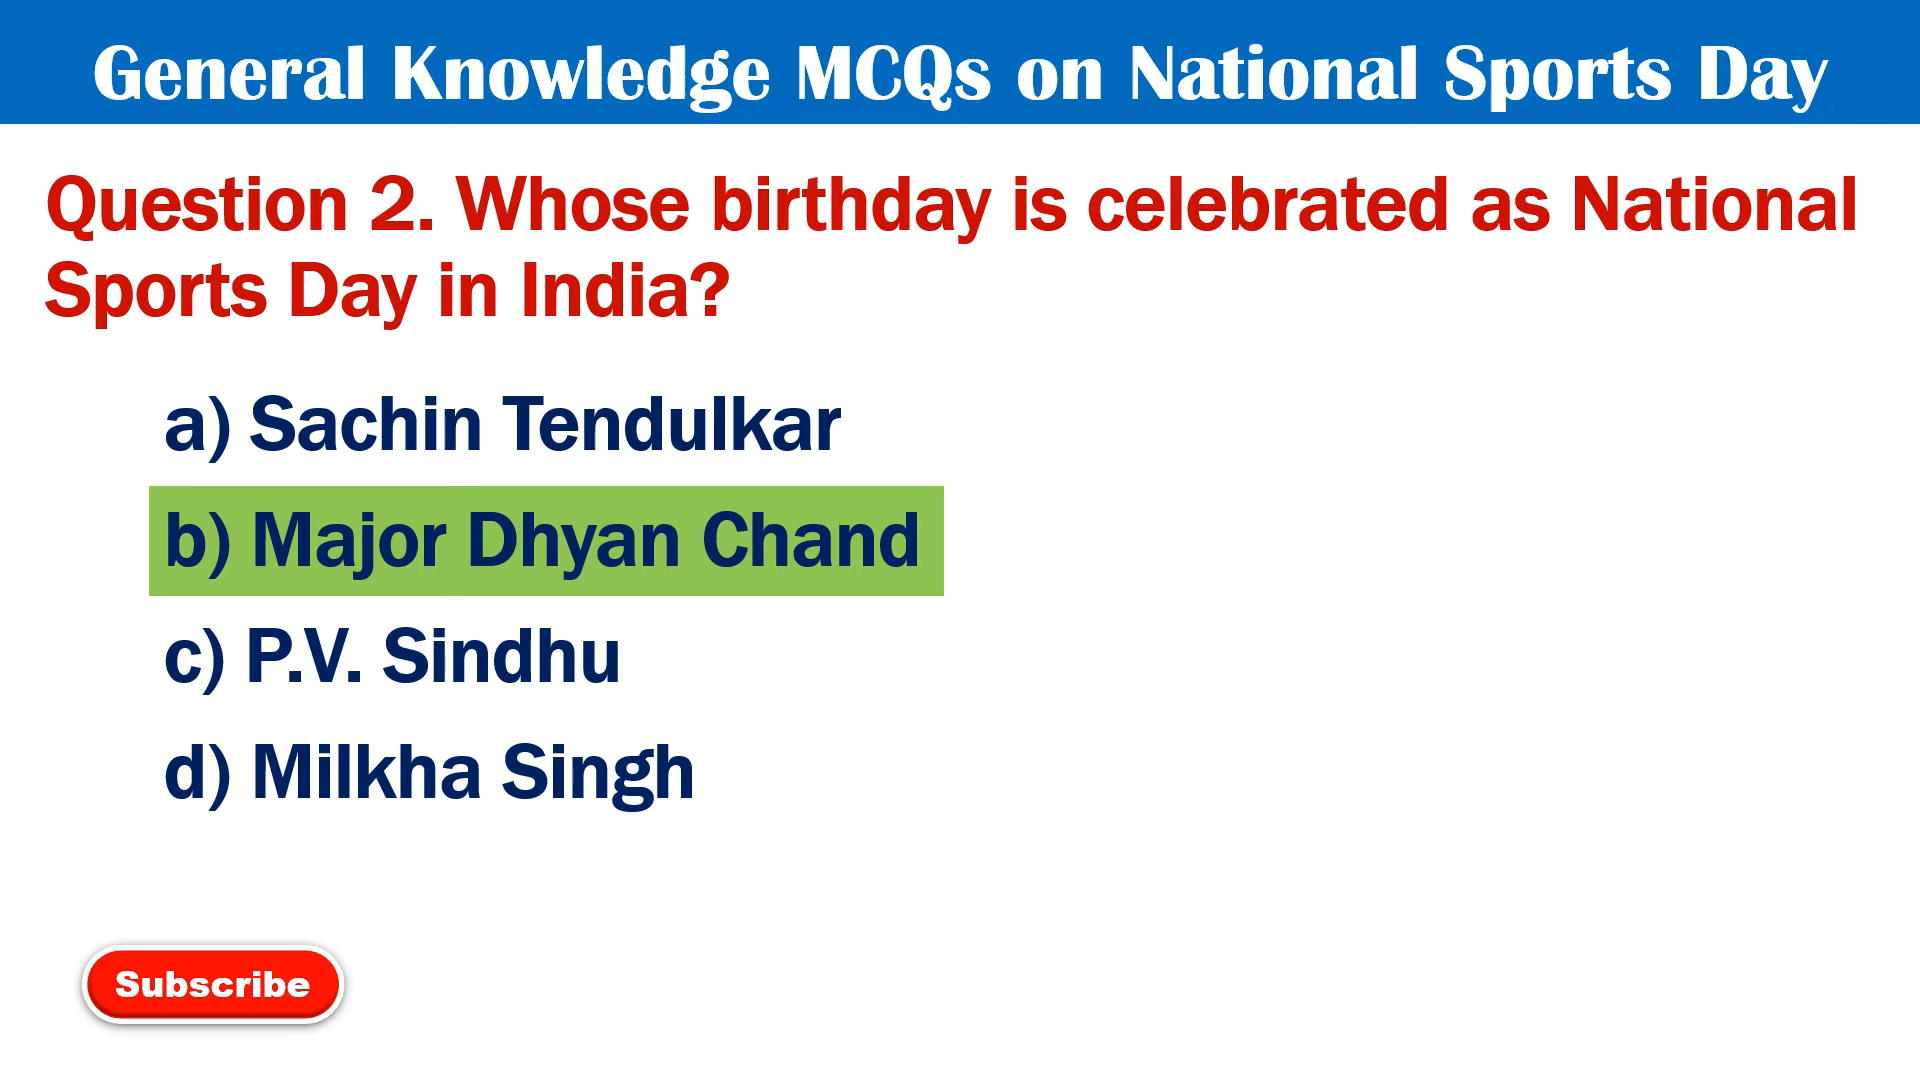 General Knowledge MCQs on National Sports Day
Question 2. Whose birthday is celebrated as National
Sports Day in India?
a) Sachin Tendulkar
b) Major Dhyan Chand
c) P.V. Sindhu
d) Milkha Singh
Subscribe